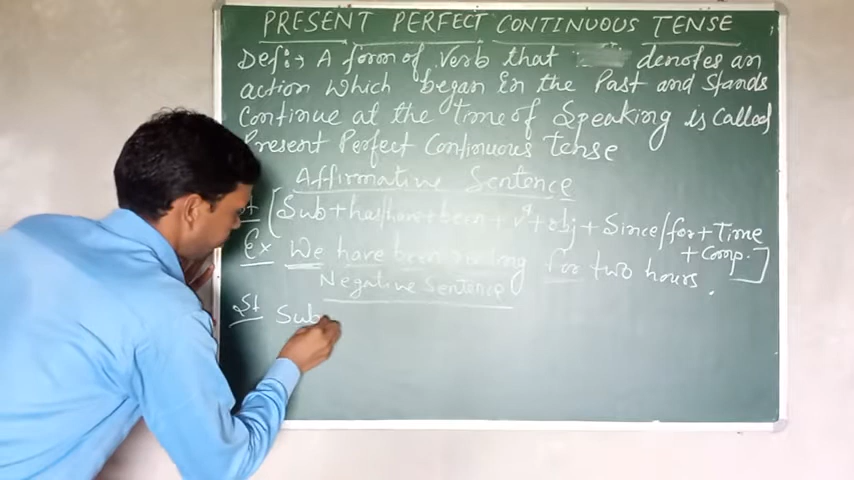 PRESENT PERFECT CONTINUOUS TENSE
Def:→ A form of verb that denotes an
action which began in the Past and Stands
Continue at the Time of Speaking is called
Present Perfect Continuous tense
Affirmative Sentence
St [Sub+has/have+been+V⁴+obj+Since/for+Time
+Comp.]
Ex We have been for two hours.
Negative Sentence
St Sub